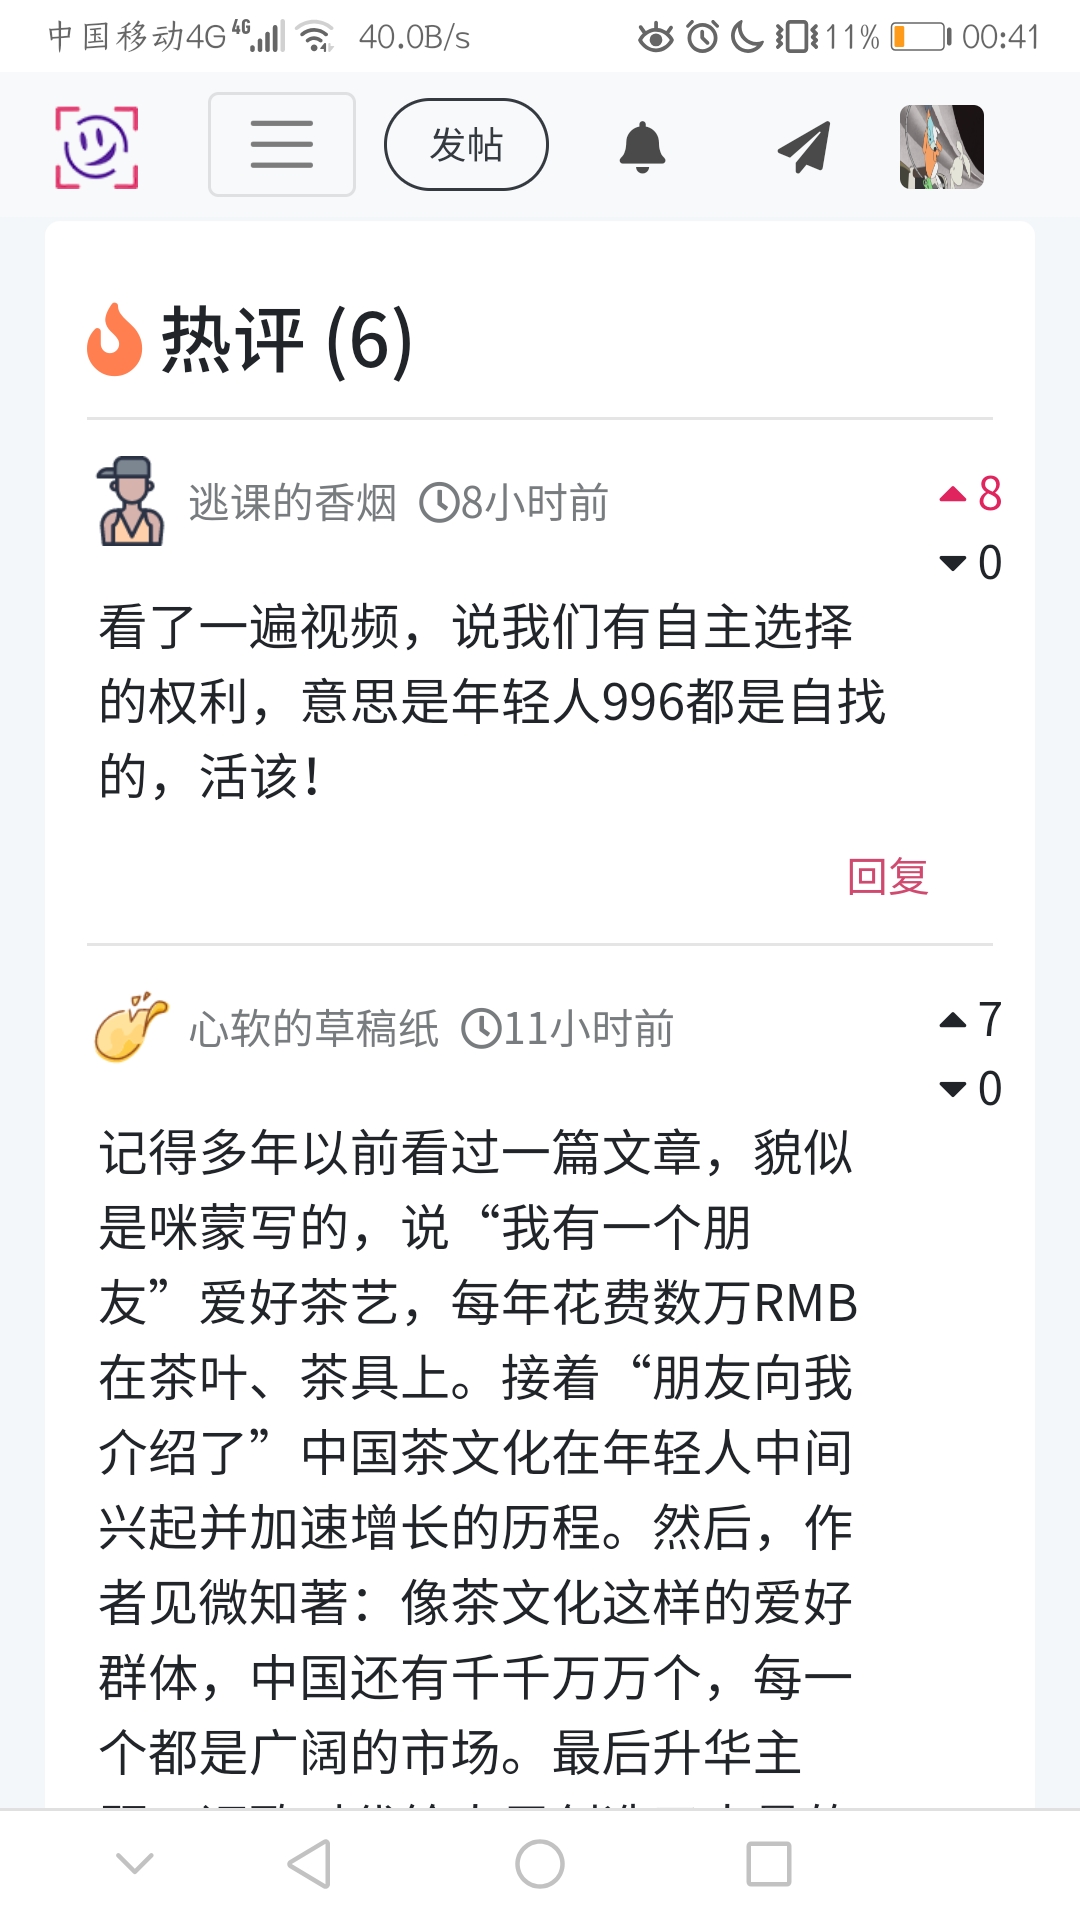 中国移动4G 4G 40.0B/s 11% 00:41
发帖
热评 (6)
逃课的香烟 8小时前
8
0
看了一遍视频，说我们有自主选择
的权利，意思是年轻人996都是自找
的，活该！
回复
心软的草稿纸 11小时前
7
0
记得多年以前看过一篇文章，貌似
是咪蒙写的，说“我有一个朋
友”爱好茶艺，每年花费数万RMB
在茶叶、茶具上。接着“朋友向我
介绍了”中国茶文化在年轻人中间
兴起并加速增长的历程。然后，作
者见微知著：像茶文化这样的爱好
群体，中国还有千千万万个，每一
个都是广阔的市场。最后升华主